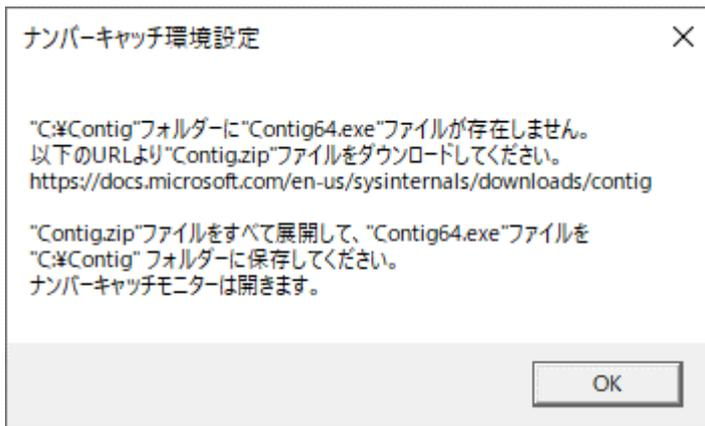 ナンバーキャッチ環境設定
"C:¥Contig"フォルダーに"Contig64.exe"ファイルが存在しません。
以下のURLより"Contig.zip"ファイルをダウンロードしてください。
https://docs.microsoft.com/en-us/sysinternals/downloads/contig
"Contig.zip"ファイルをすべて展開して、"Contig64.exe"ファイルを
"C:¥Contig" フォルダーに保存してください。
ナンバーキャッチモニターは開きます。
OK